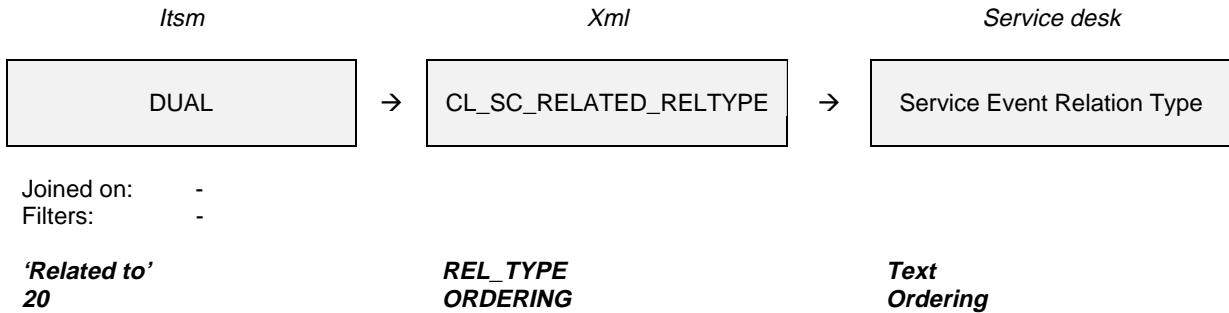 Itsm Xml Service desk
DUAL → CL_SC_RELATED_RELTYPE → Service Event Relation Type
Joined on: -
Filters: -
‘Related to’ REL_TYPE Text
20 ORDERING Ordering